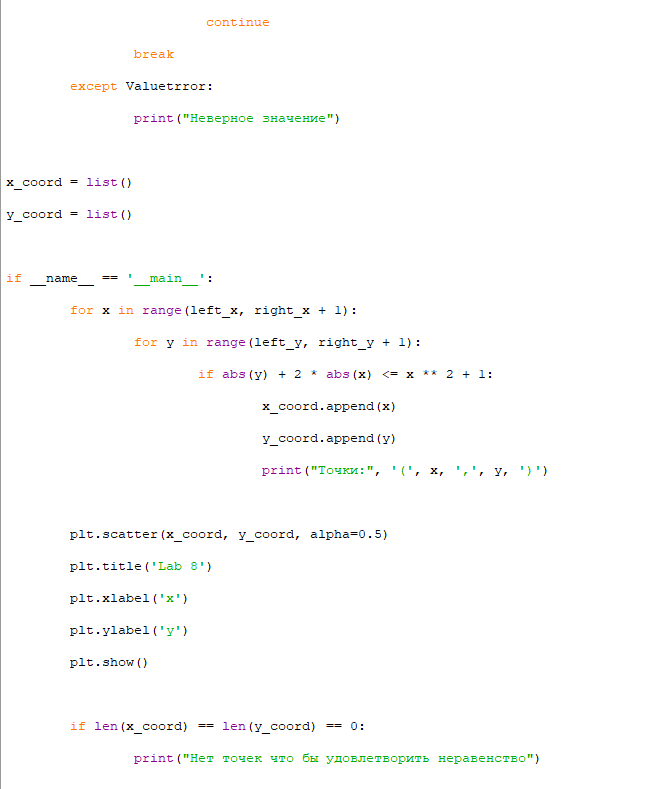 continue
break
except Valuetrror:
print("Неверное значение")
x_coord = list()
y_coord = list()
if __name__ == '__main__':
for x in range(left_x, right_x + 1):
for y in range(left_y, right_y + 1):
if abs(y) + 2 * abs(x) <= x ** 2 + 1:
x_coord.append(x)
y_coord.append(y)
print("Точки:", '(', x, ',', y, ')')
plt.scatter(x_coord, y_coord, alpha=0.5)
plt.title('Lab 8')
plt.xlabel('x')
plt.ylabel('y')
plt.show()
if len(x_coord) == len(y_coord) == 0:
print("Нет точек что бы удовлетворить неравенство")